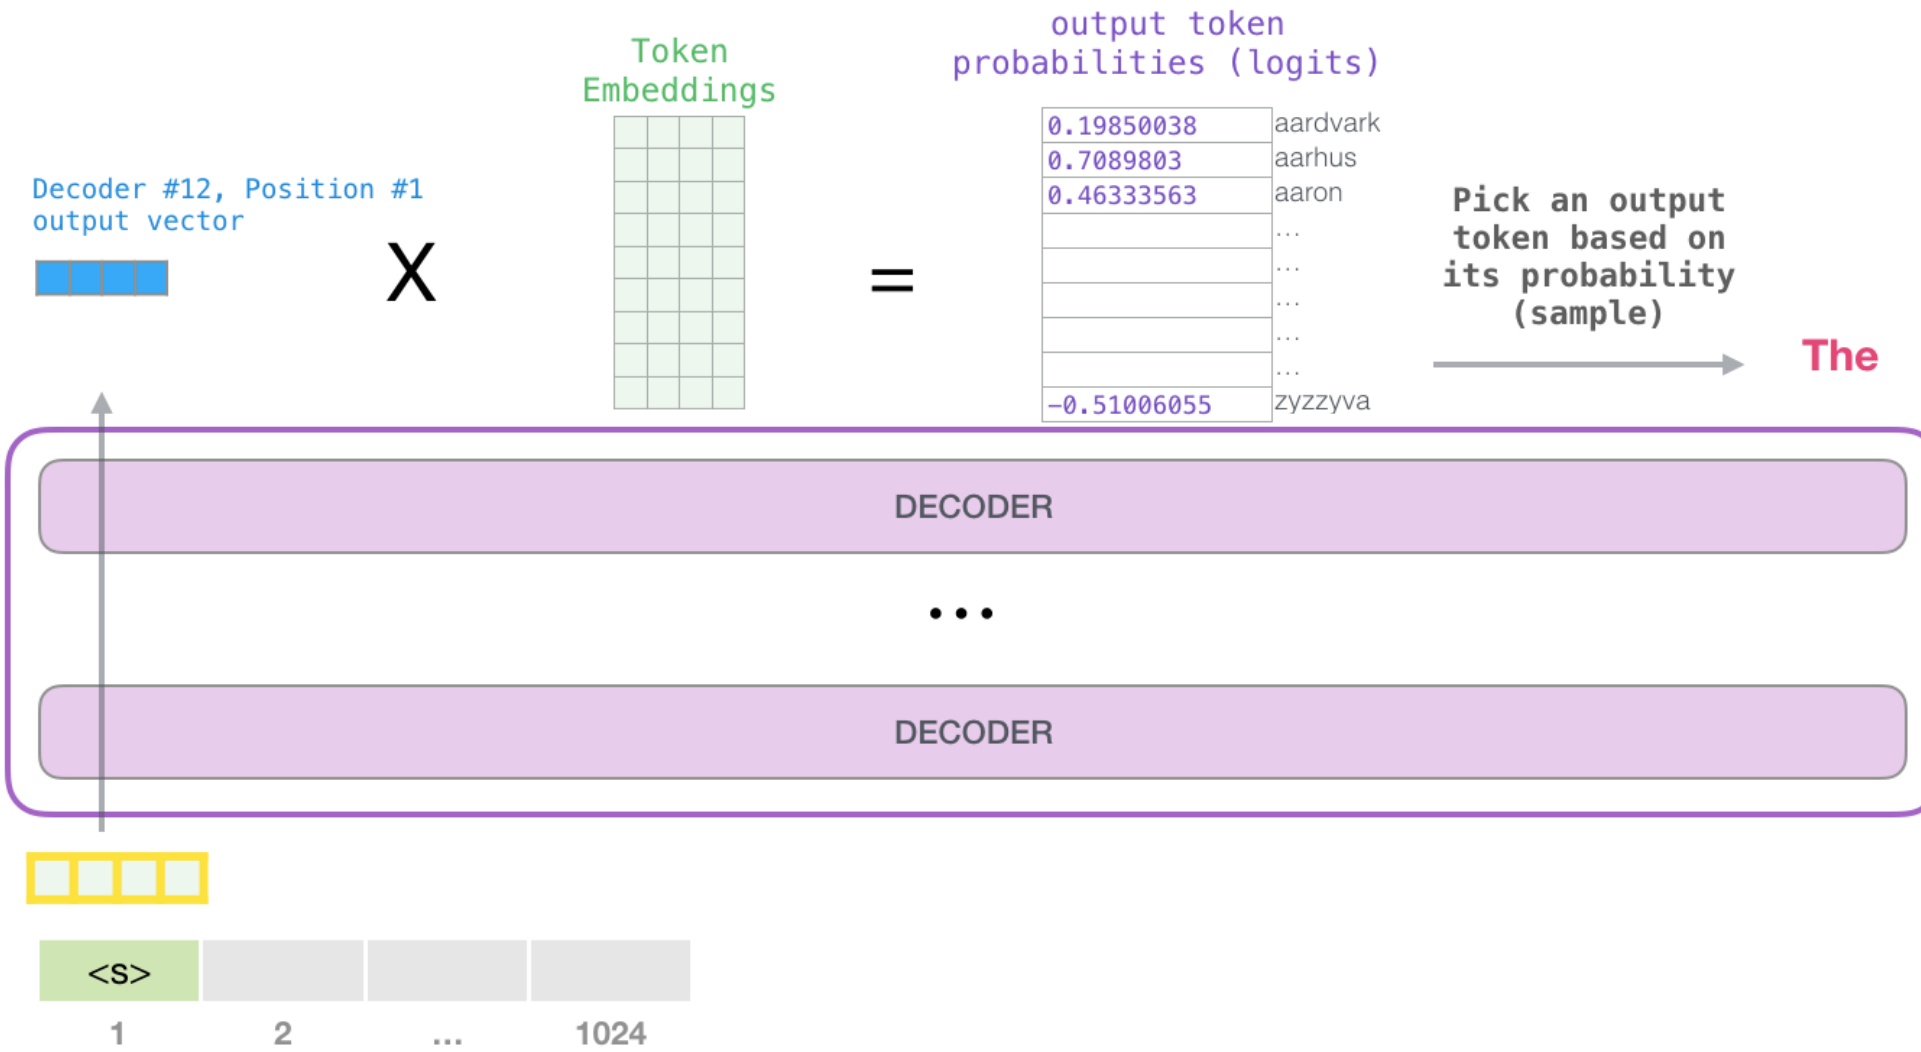 output token
probabilities (logits)
Token
Embeddings
Decoder #12, Position #1
output vector
X
=
0.19850038 aardvark
0.7089803 aarhus
0.46333563 aaron
...
...
...
...
...
-0.51006055 zyzzyva
Pick an output
token based on
its probability
(sample)
The
DECODER
...
DECODER
<s>
1 2 ... 1024